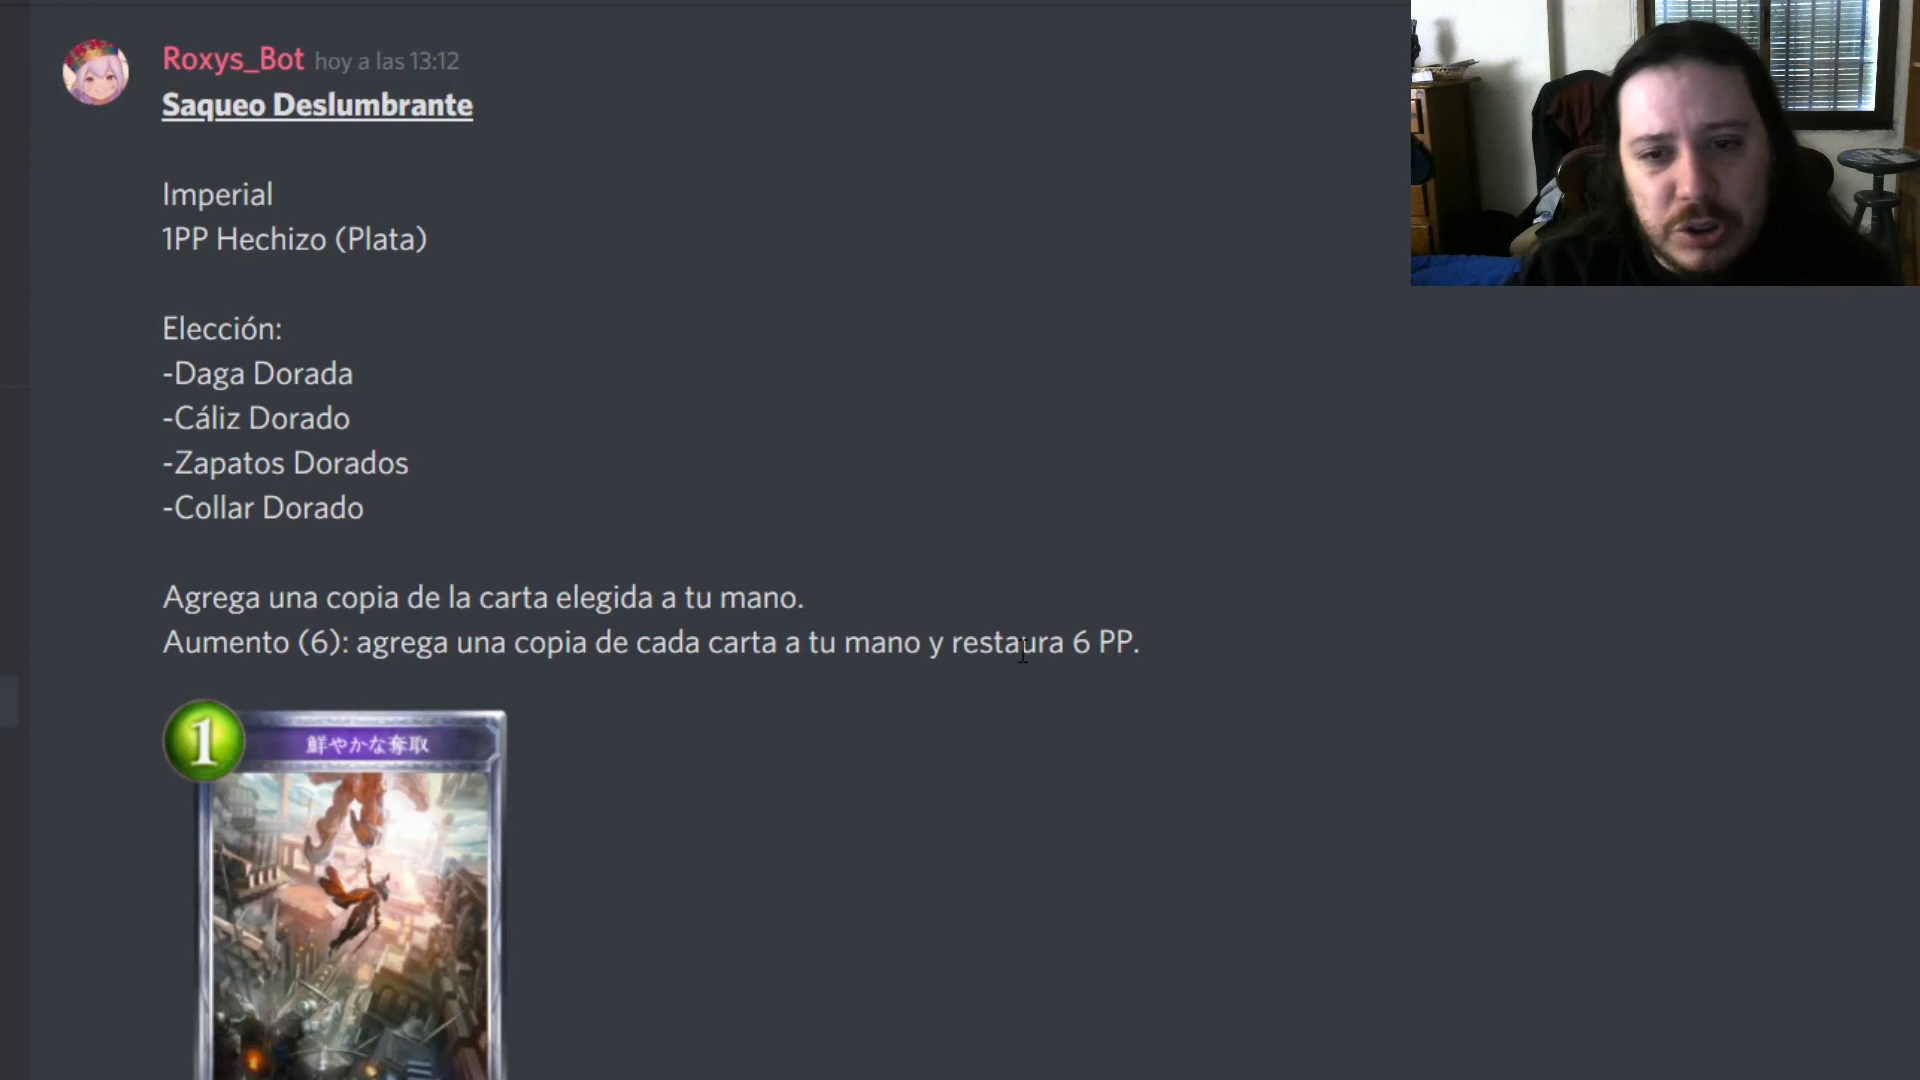 Roxys_Bot hoy a las 13:12
Saqueo Deslumbrante
Imperial
1PP Hechizo (Plata)
Elección:
-Daga Dorada
-Cáliz Dorado
-Zapatos Dorados
-Collar Dorado
Agrega una copia de la carta elegida a tu mano.
Aumento (6): agrega una copia de cada carta a tu mano y restaura 6 PP.
1
鮮やかな奪取